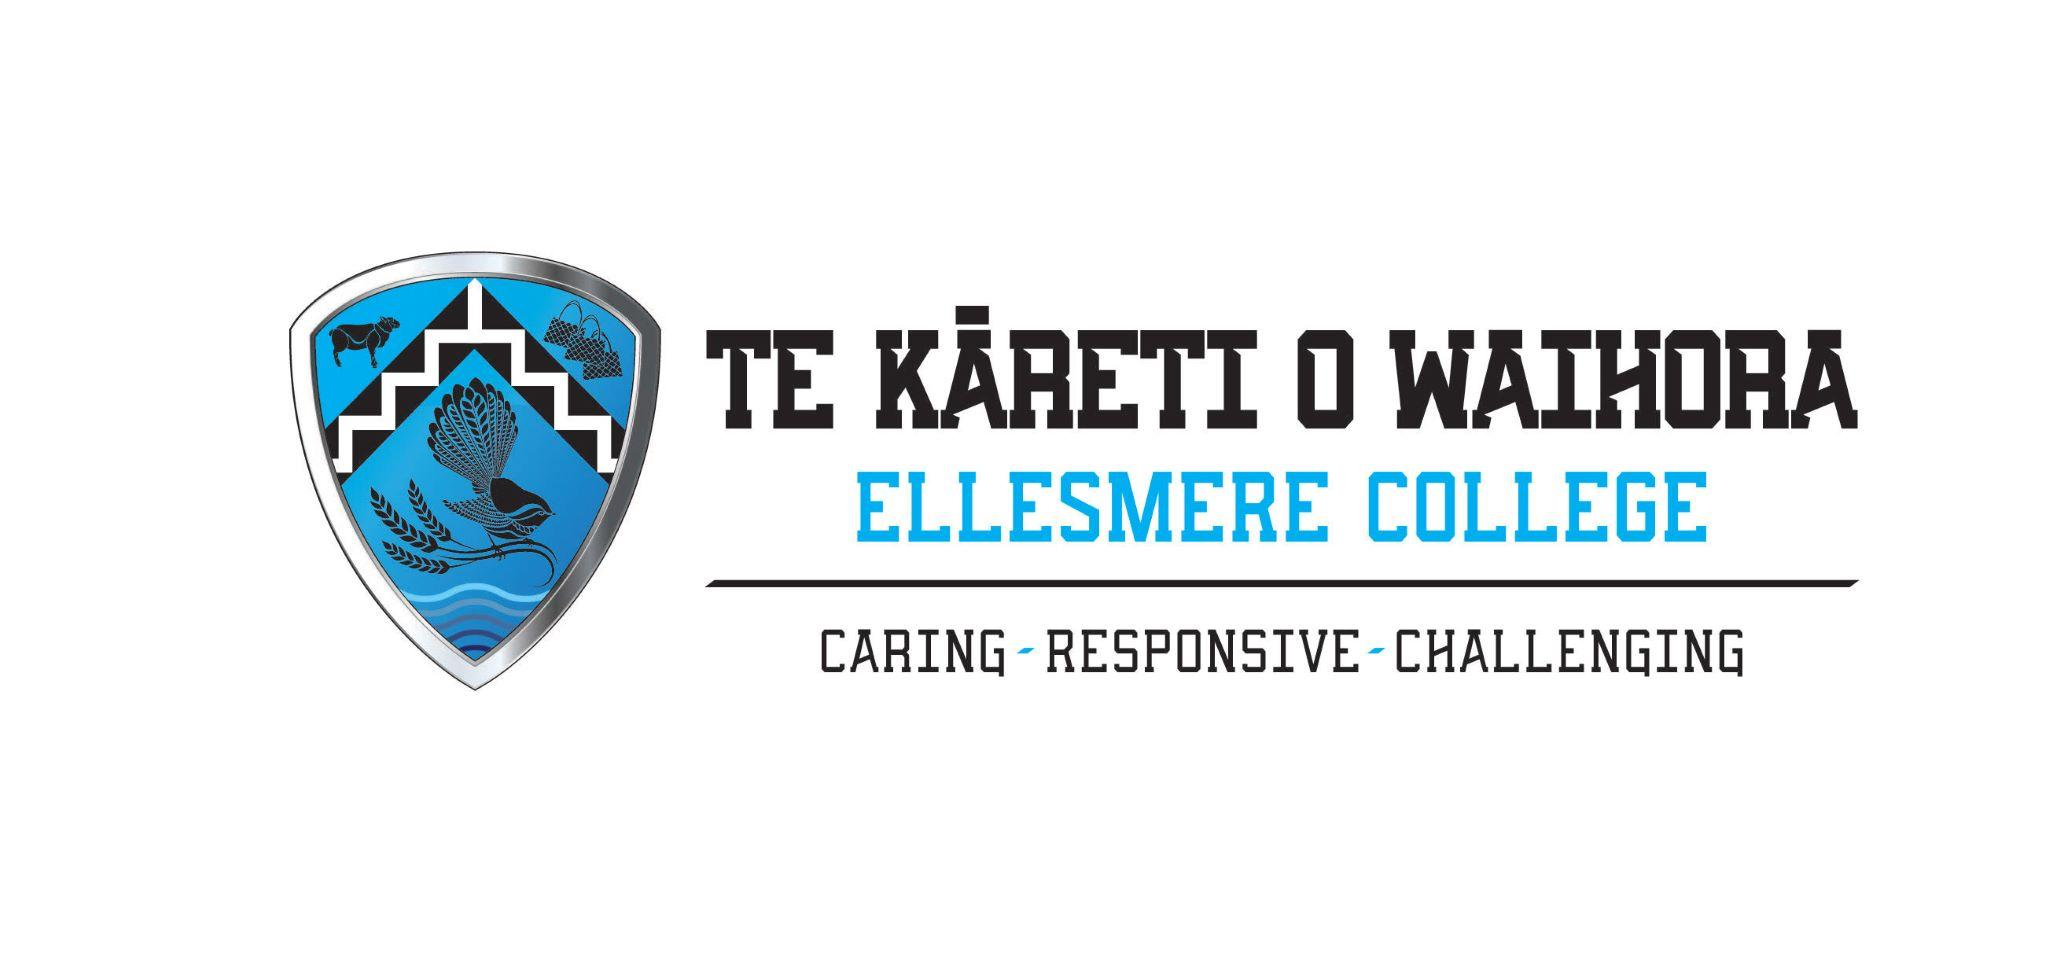 TE KĀRETI O WAIHORA
ELLESMERE COLLEGE
CARING - RESPONSIVE - CHALLENGING